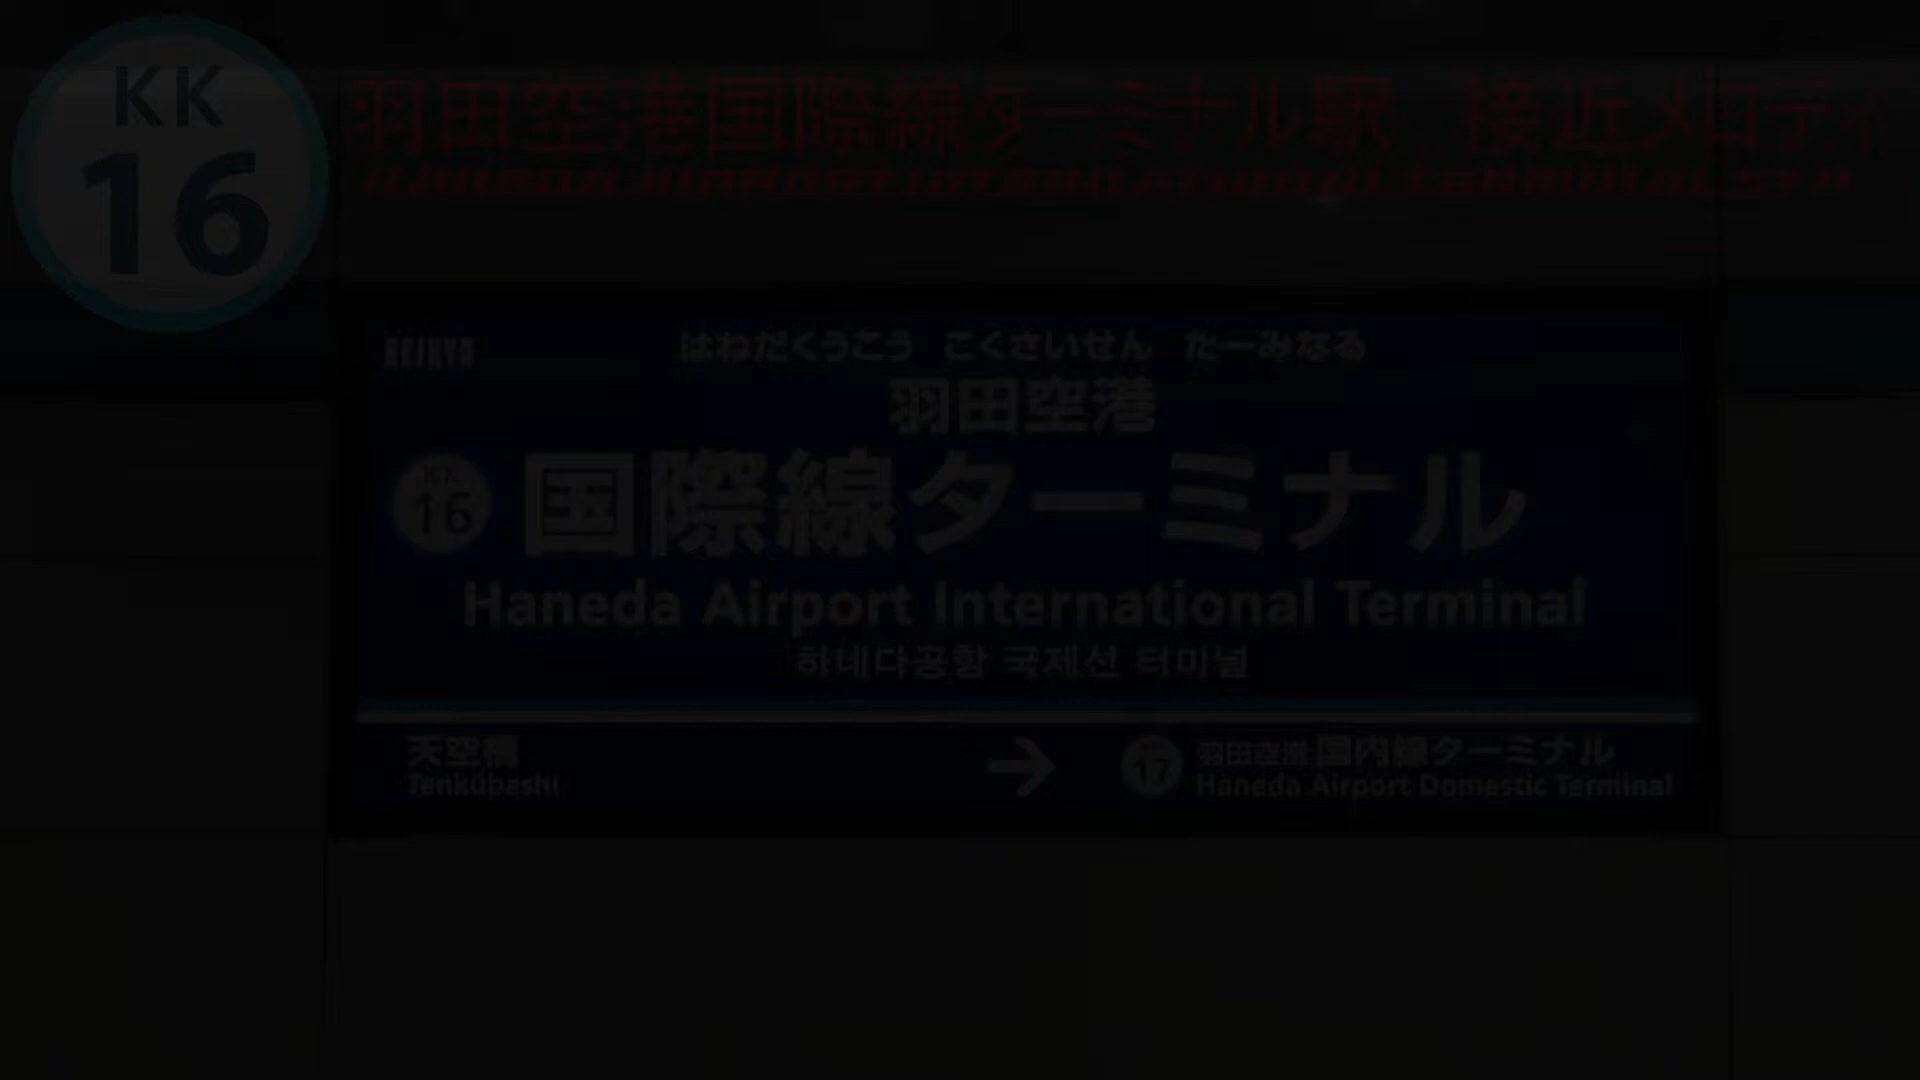 KK
16
羽田空港国際線ターミナル駅 接近メロディ
KEIKYU
はねだくうこう こくさいせん たーみなる
羽田空港
KK
16
国際線ターミナル
Haneda Airport International Terminal
하네다공항 국제선 터미널
天空橋
Tenkūbashi
17
羽田空港 国内線ターミナル
Haneda Airport Domestic Terminal